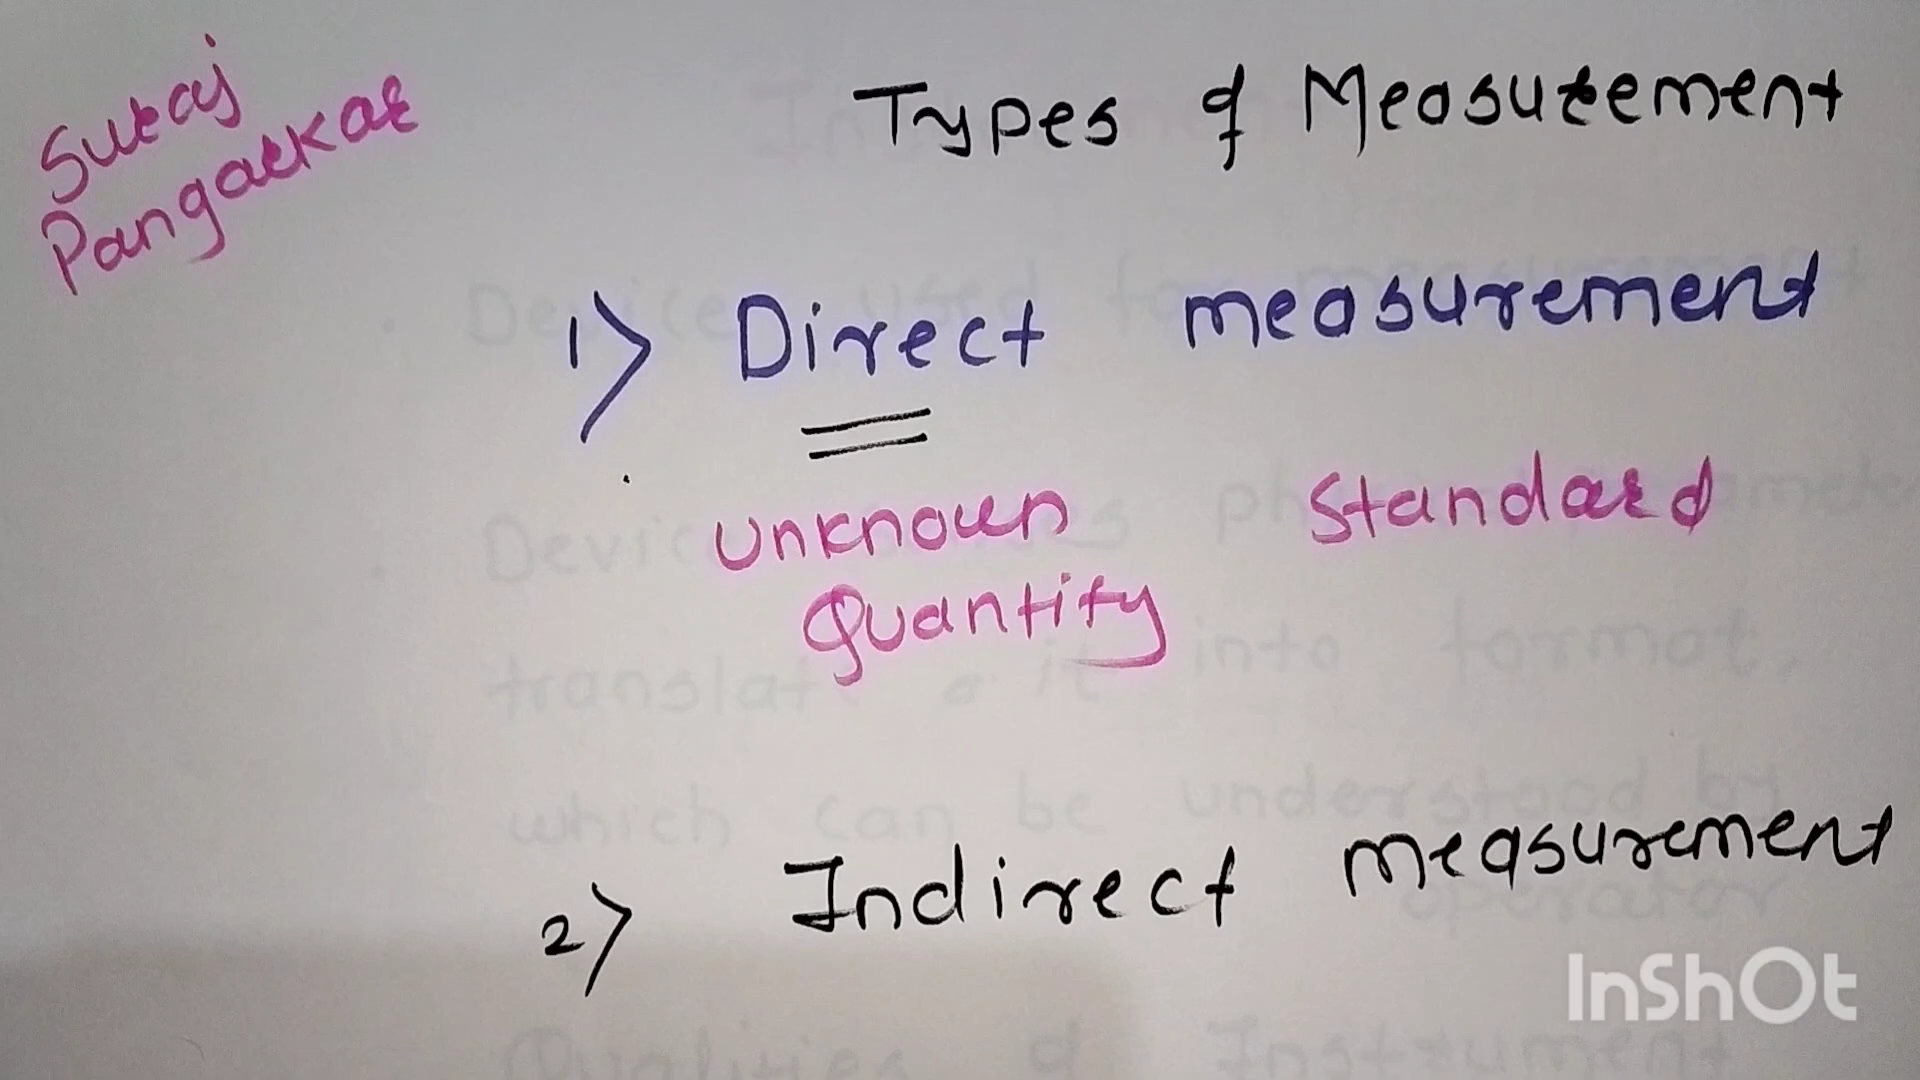 Suraj
Pangarkar
Types of Measurement
1) Direct measurement
unknown Standard
Quantity
2) Indirect measurement
InShOt